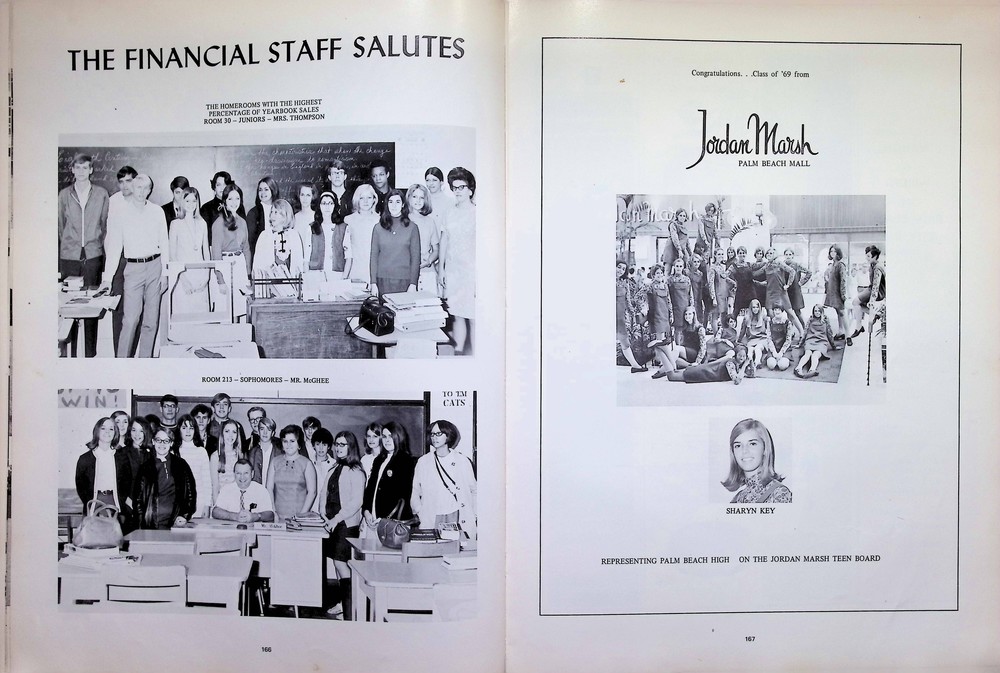 THE FINANCIAL STAFF SALUTES
THE HOMEROOMS WITH THE HIGHEST
PERCENTAGE OF YEARBOOK SALES
ROOM 30 — JUNIORS — MRS. THOMPSON
ROOM 213 — SOPHOMORES — MR. McGHEE
WIN!
TO 'EM
CATS
166
Congratulations. . .Class of '69 from
Jordan Marsh
PALM BEACH MALL
SHARYN KEY
REPRESENTING PALM BEACH HIGH ON THE JORDAN MARSH TEEN BOARD
167